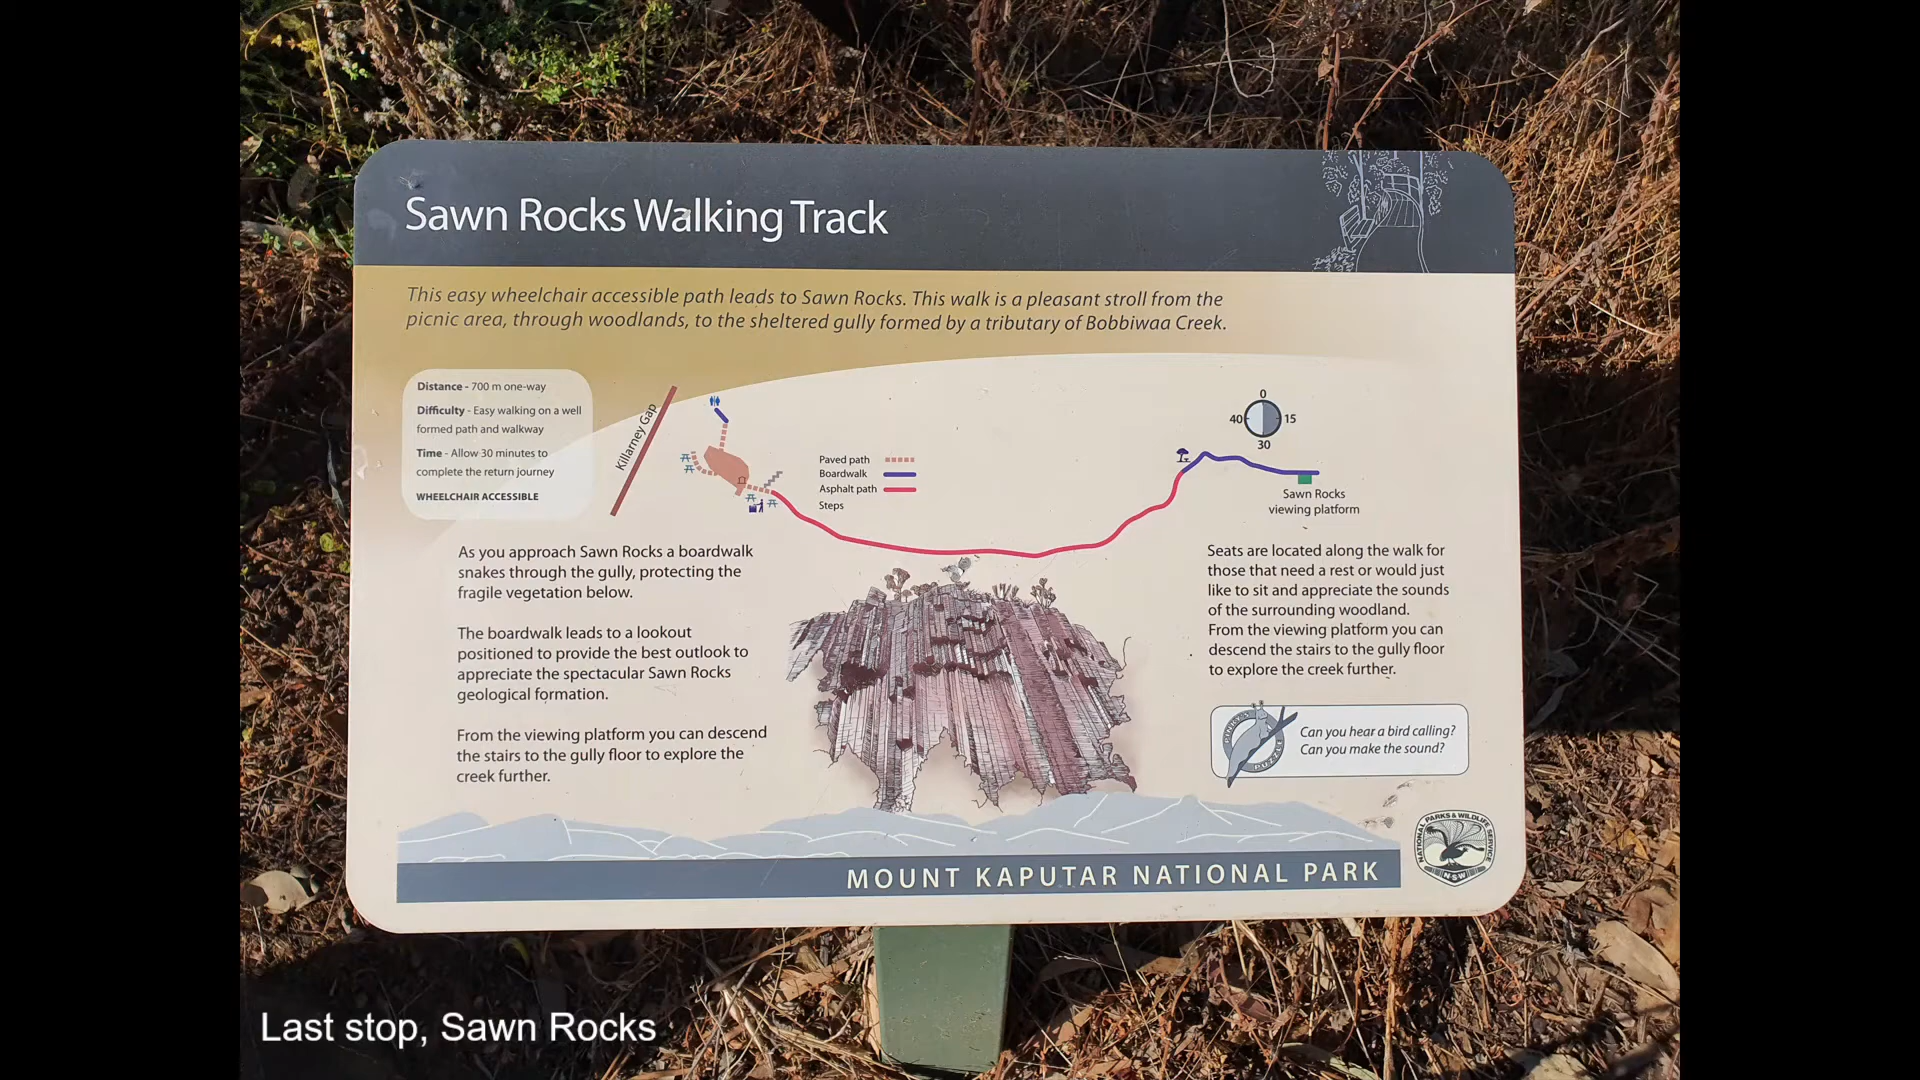 Sawn Rocks Walking Track
This easy wheelchair accessible path leads to Sawn Rocks. This walk is a pleasant stroll from the
picnic area, through woodlands, to the sheltered gully formed by a tributary of Bobbiwaa Creek.
Distance - 700 m one-way
Difficulty - Easy walking on a well
formed path and walkway
Time - Allow 30 minutes to
complete the return journey
WHEELCHAIR ACCESSIBLE
Killarney Gap
Paved path
Boardwalk
Asphalt path
Steps
0
40
15
30
Sawn Rocks
viewing platform
As you approach Sawn Rocks a boardwalk
snakes through the gully, protecting the
fragile vegetation below.
The boardwalk leads to a lookout
positioned to provide the best outlook to
appreciate the spectacular Sawn Rocks
geological formation.
From the viewing platform you can descend
the stairs to the gully floor to explore the
creek further.
Seats are located along the walk for
those that need a rest or would just
like to sit and appreciate the sounds
of the surrounding woodland.
From the viewing platform you can
descend the stairs to the gully floor
to explore the creek further.
PUZZLE
Can you hear a bird calling?
Can you make the sound?
MOUNT KAPUTAR NATIONAL PARK
NATIONAL PARKS & WILDLIFE SERVICE
N·S·W
Last stop, Sawn Rocks